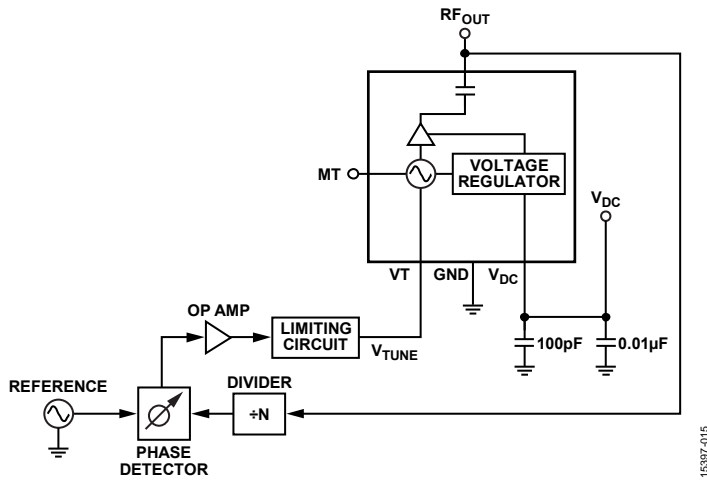 RFOUT
MT
VOLTAGE
REGULATOR
VDC
VT
GND
VDC
OP AMP
LIMITING
CIRCUIT
VTUNE
100pF
0.01µF
REFERENCE
DIVIDER
÷N
PHASE
DETECTOR
15397-015